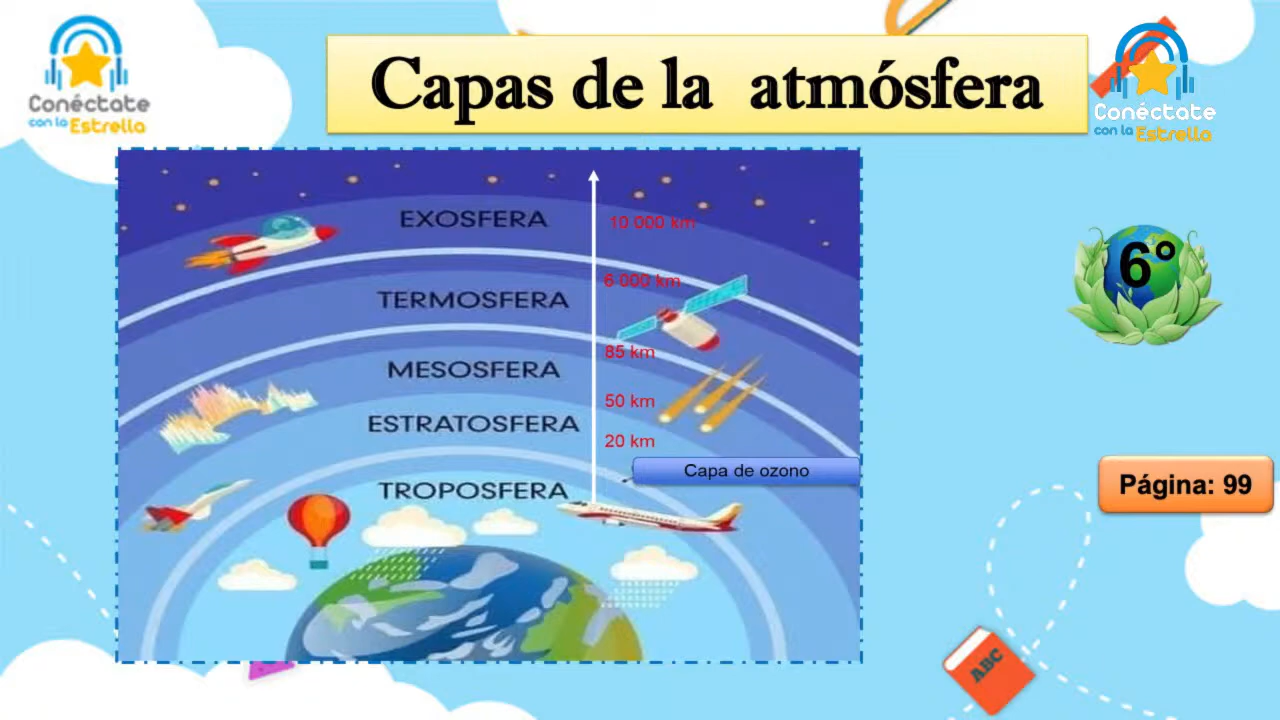 Conéctate
con la Estrella
Capas de la atmósfera
Conéctate
con la Estrella
EXOSFERA
10 000 km
6 000 km
TERMOSFERA
85 km
MESOSFERA
50 km
ESTRATOSFERA
20 km
Capa de ozono
TROPOSFERA
6°
Página: 99
ABC